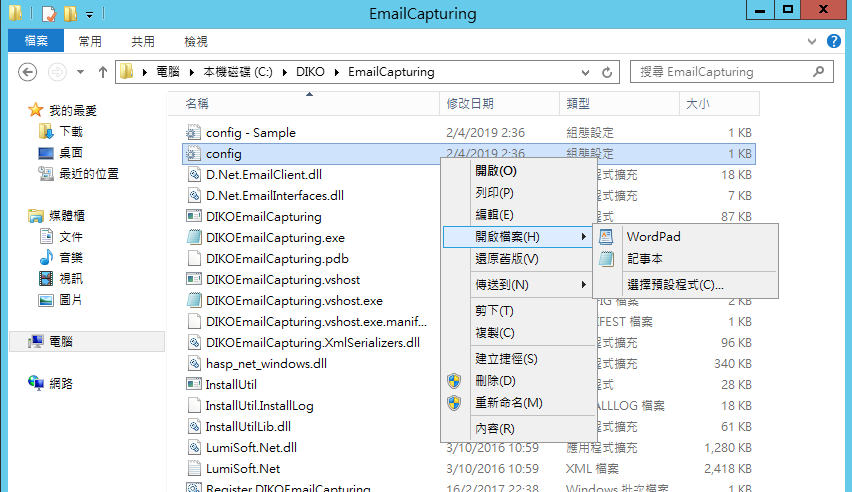 EmailCapturing
檔案 常用 共用 檢視
電腦 本機磁碟 (C:) DIKO EmailCapturing 搜尋 EmailCapturing
我的最愛
下載
桌面
最近的位置
媒體櫃
文件
音樂
視訊
圖片
電腦
網路
名稱 修改日期 類型 大小
config - Sample 2/4/2019 2:36 組態設定 1 KB
config 2/4/2019 2:36 組態設定 1 KB
D.Net.EmailClient.dll 程式擴充 18 KB
D.Net.EmailInterfaces.dll 程式擴充 7 KB
DIKOEmailCapturing 程式 87 KB
DIKOEmailCapturing.exe
DIKOEmailCapturing.pdb
DIKOEmailCapturing.vshost
DIKOEmailCapturing.vshost.exe 檔案 2 KB
DIKOEmailCapturing.vshost.exe.manif... FEST 檔案 1 KB
DIKOEmailCapturing.XmlSerializers.dll 程式擴充 96 KB
hasp_net_windows.dll 程式擴充 340 KB
InstallUtil 程式 28 KB
InstallUtil.InstallLog ALLLOG 檔案 1 KB
InstallUtilLib.dll 程式擴充 61 KB
LumiSoft.Net.dll 3/10/2016 10:59 應用程式擴充 1,280 KB
LumiSoft.Net 3/10/2016 10:59 XML 檔案 2,418 KB
Register DIKOEmailCapturing 16/2/2017 22:38 Windows 批次檔案 1 KB
開啟(O)
列印(P)
編輯(E)
開啟檔案(H)
還原舊版(V)
傳送到(N)
剪下(T)
複製(C)
建立捷徑(S)
刪除(D)
重新命名(M)
內容(R)
WordPad
記事本
選擇預設程式(C)...